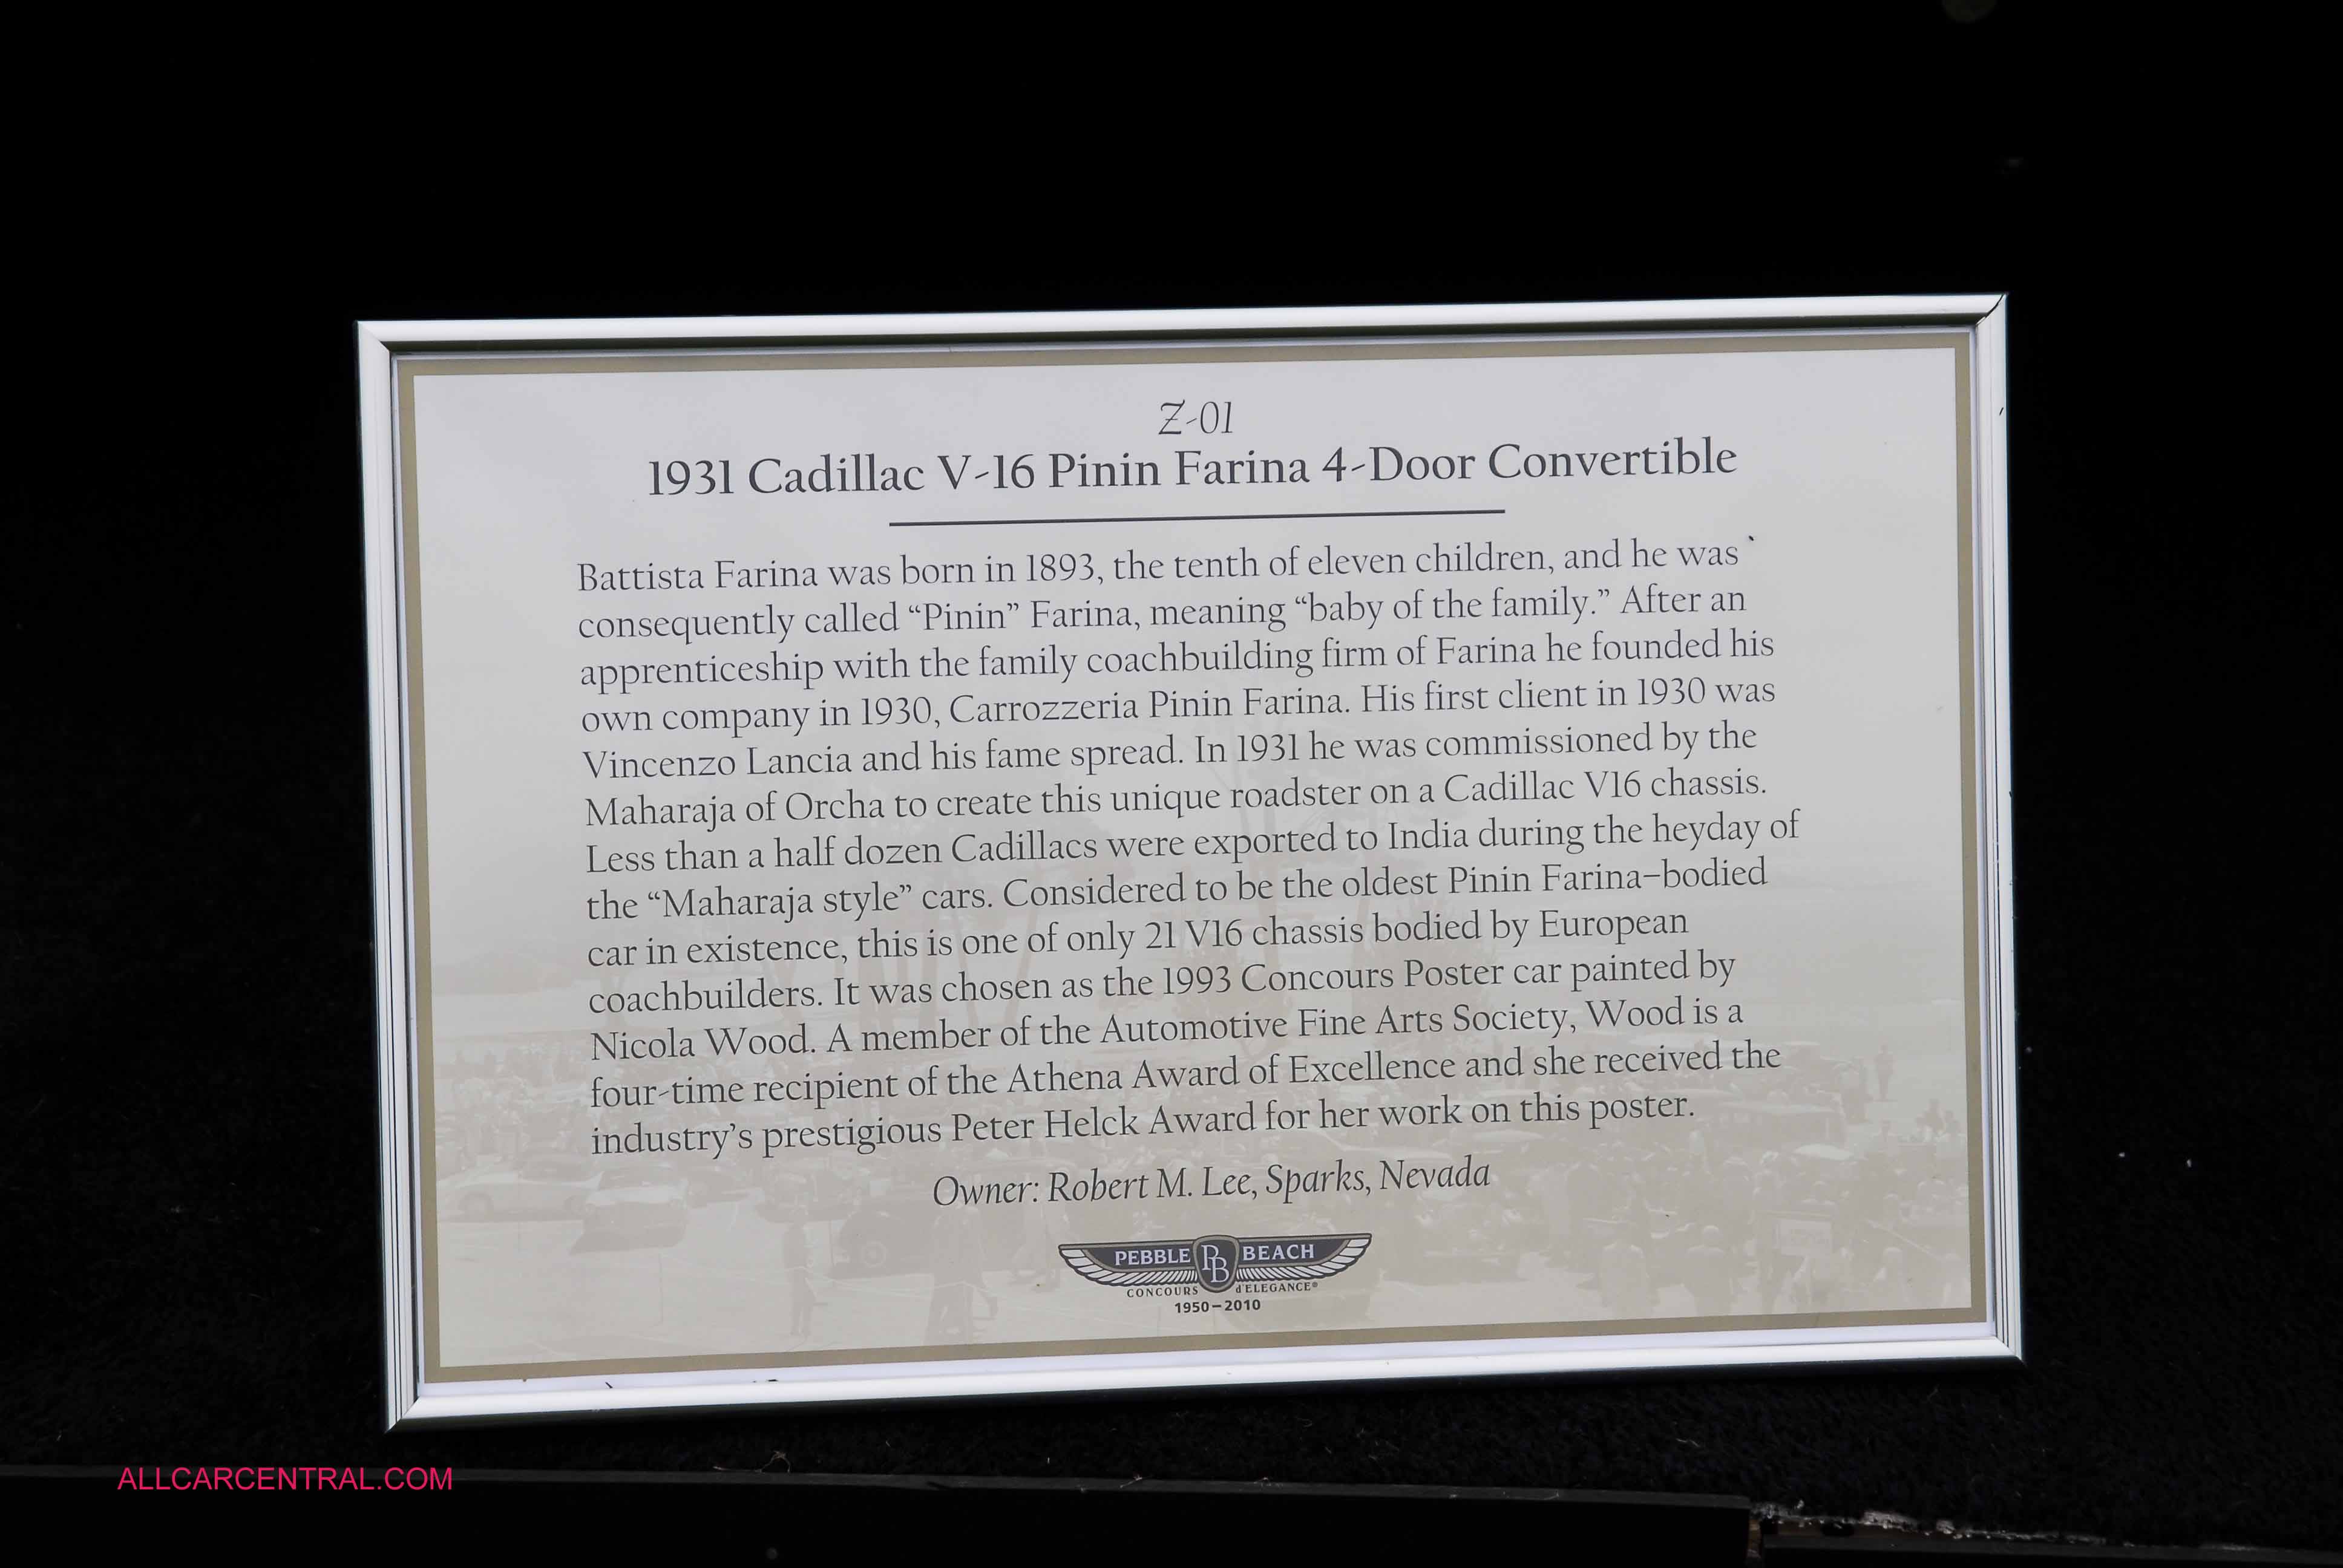 Z-01
1931 Cadillac V-16 Pinin Farina 4-Door Convertible
Battista Farina was born in 1893, the tenth of eleven children, and he was
consequently called “Pinin” Farina, meaning “baby of the family.” After an
apprenticeship with the family coachbuilding firm of Farina he founded his
own company in 1930, Carrozzeria Pinin Farina. His first client in 1930 was
Vincenzo Lancia and his fame spread. In 1931 he was commissioned by the
Maharaja of Orcha to create this unique roadster on a Cadillac V16 chassis.
Less than a half dozen Cadillacs were exported to India during the heyday of
the “Maharaja style” cars. Considered to be the oldest Pinin Farina–bodied
car in existence, this is one of only 21 V16 chassis bodied by European
coachbuilders. It was chosen as the 1993 Concours Poster car painted by
Nicola Wood. A member of the Automotive Fine Arts Society, Wood is a
four-time recipient of the Athena Award of Excellence and she received the
industry’s prestigious Peter Helck Award for her work on this poster.
Owner: Robert M. Lee, Sparks, Nevada
PEBBLE PB BEACH
CONCOURS d'ELEGANCE®
1950–2010
ALLCARCENTRAL.COM